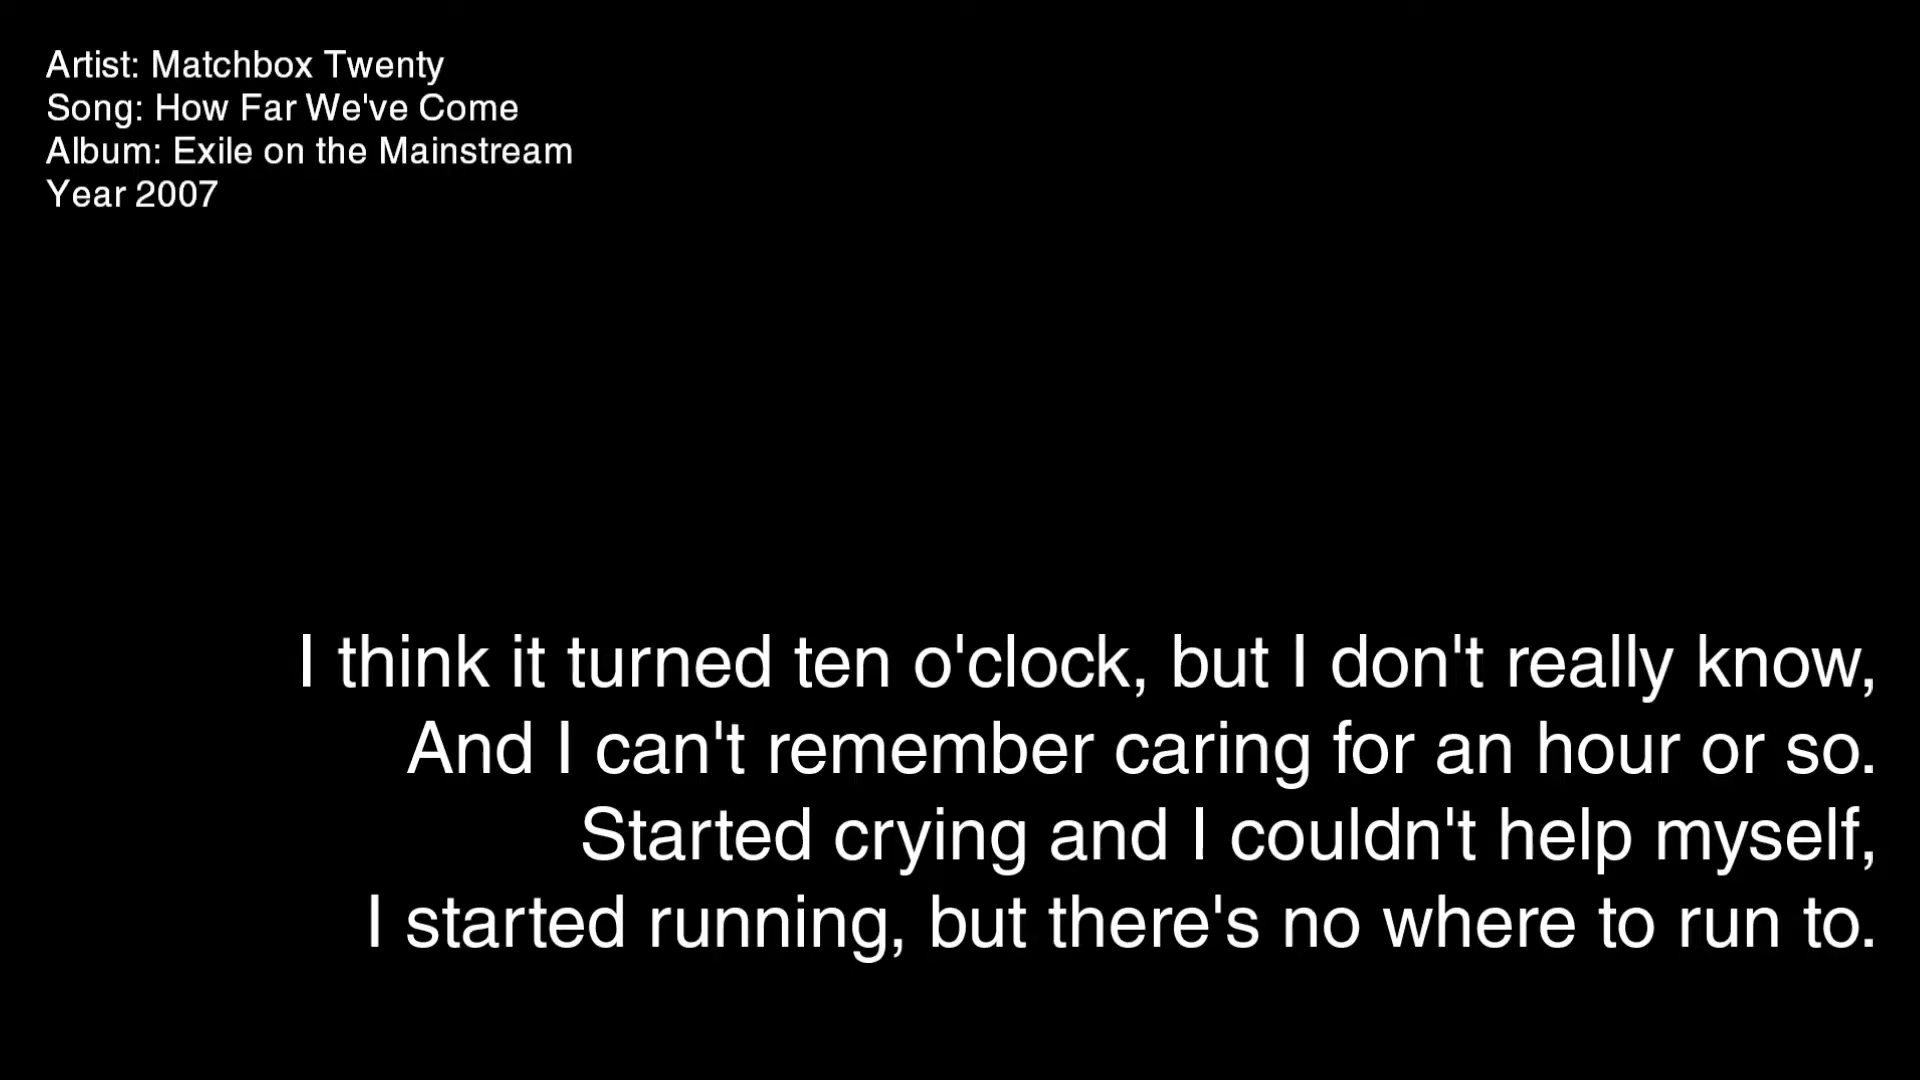 Artist: Matchbox Twenty
Song: How Far We've Come
Album: Exile on the Mainstream
Year 2007
I think it turned ten o'clock, but I don't really know,
And I can't remember caring for an hour or so.
Started crying and I couldn't help myself,
I started running, but there's no where to run to.